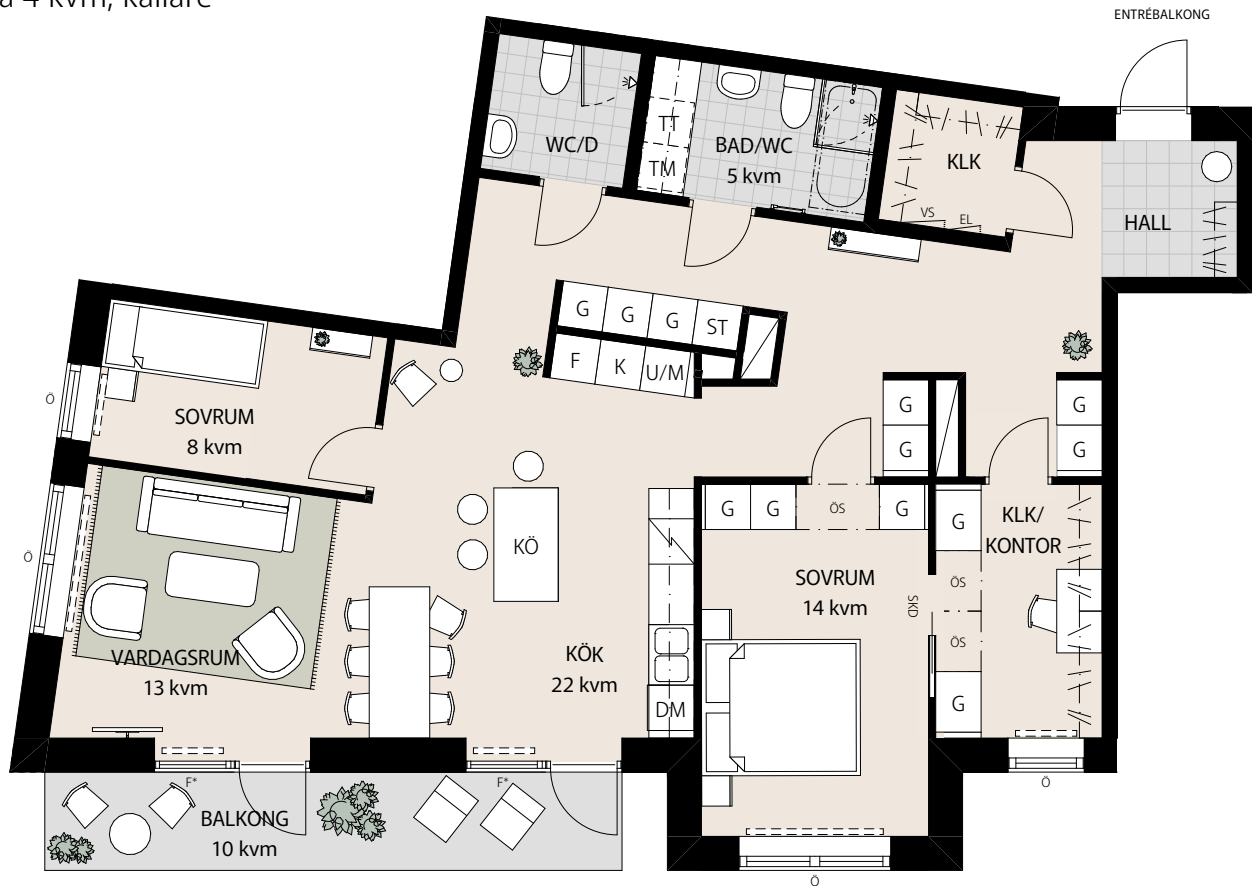 a 4 kvm, källare
ENTRÉBALKONG
WC/D
TT
TM
BAD/WC
5 kvm
KLK
VS
EL
HALL
G
G
G
ST
F
K
U/M
SOVRUM
8 kvm
Ö
G
G
G
G
G
G
ÖS
G
G
KLK/
KONTOR
KÖ
Ö
SOVRUM
14 kvm
SKD
ÖS
ÖS
VARDAGSRUM
13 kvm
KÖK
22 kvm
DM
G
F*
F*
BALKONG
10 kvm
Ö
Ö